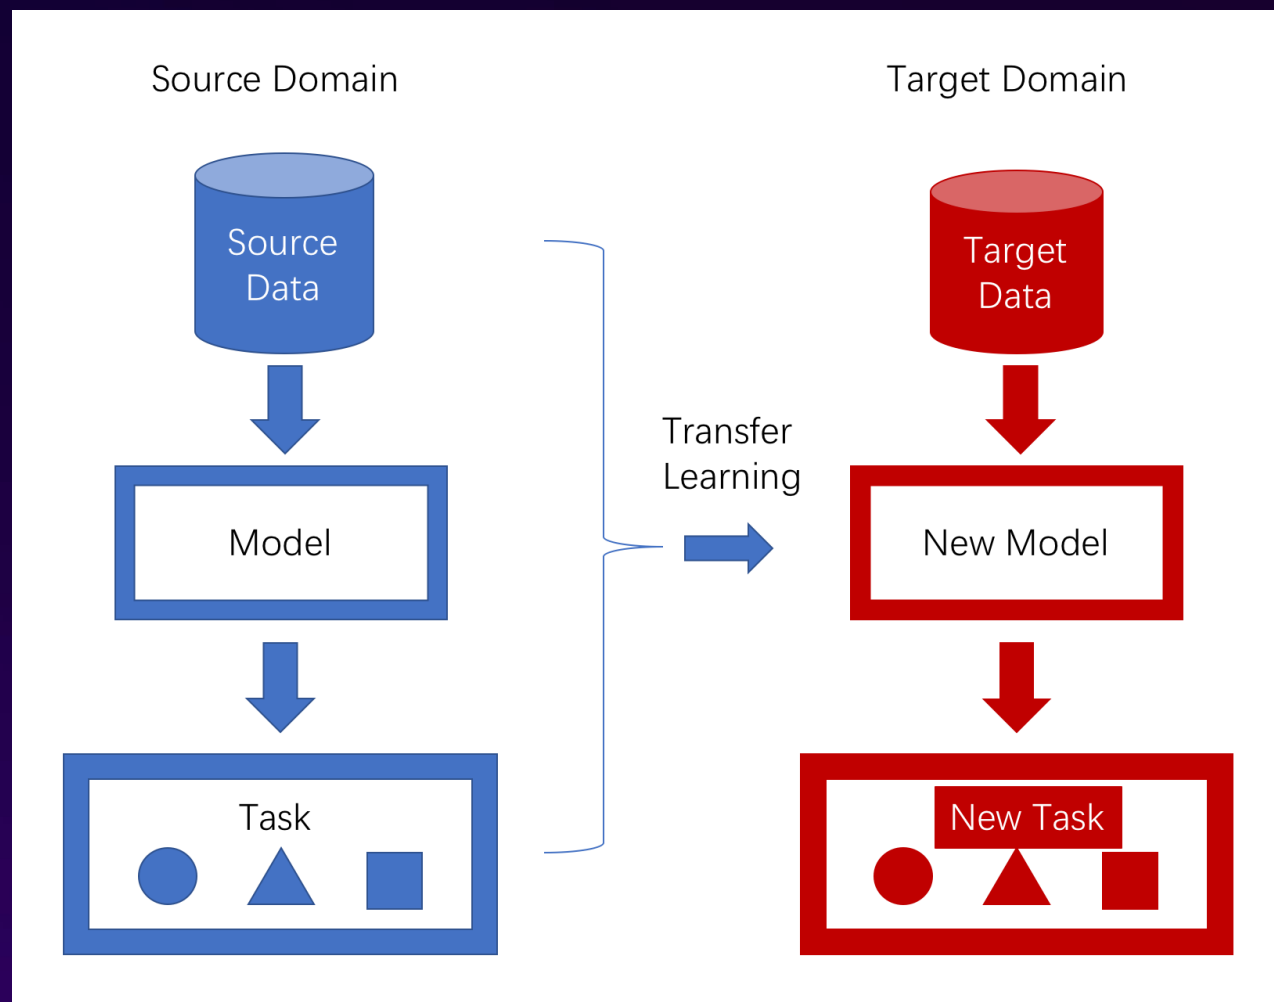 Source Domain
Source
Data
Model
Task
Transfer
Learning
Target Domain
Target
Data
New Model
New Task